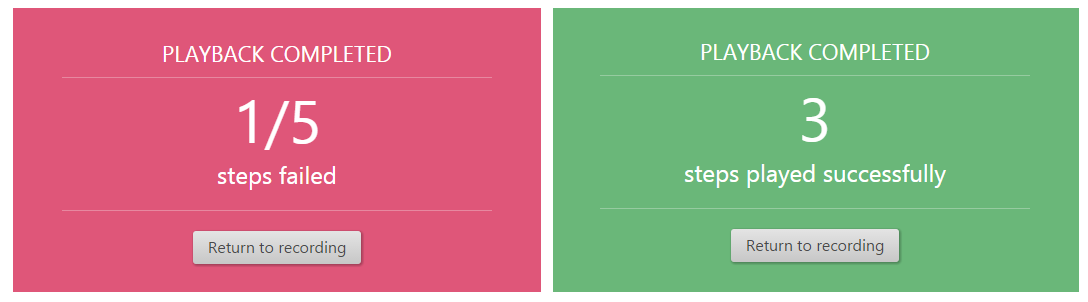 PLAYBACK COMPLETED
1/5
steps failed
Return to recording
PLAYBACK COMPLETED
3
steps played successfully
Return to recording